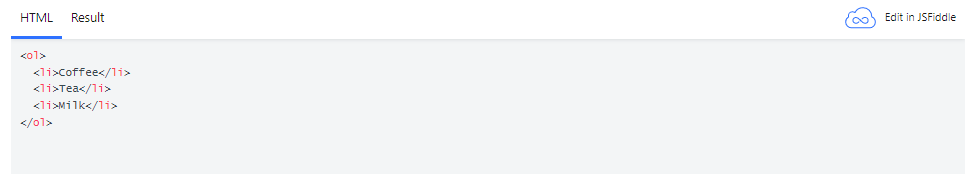 HTML Result Edit in JSFiddle
<ol>
  <li>Coffee</li>
  <li>Tea</li>
  <li>Milk</li>
</ol>